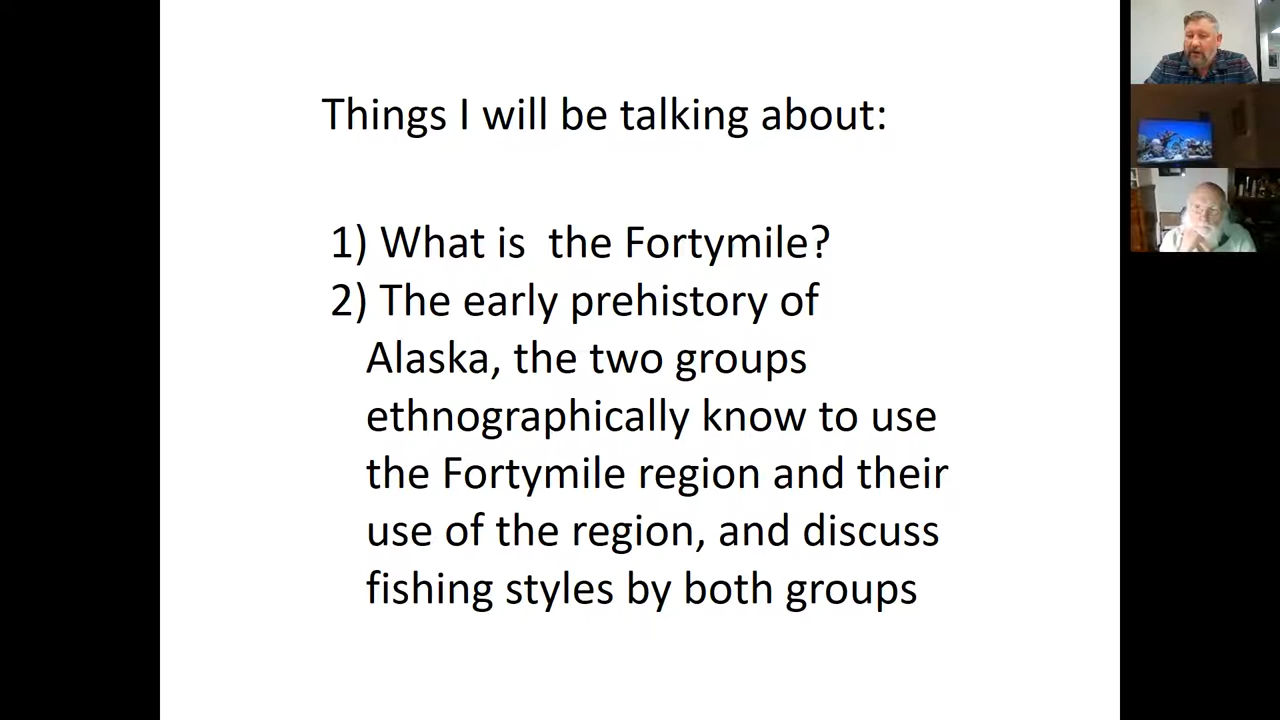 Things I will be talking about:
1) What is  the Fortymile?
2) The early prehistory of
Alaska, the two groups
ethnographically know to use
the Fortymile region and their
use of the region, and discuss
fishing styles by both groups